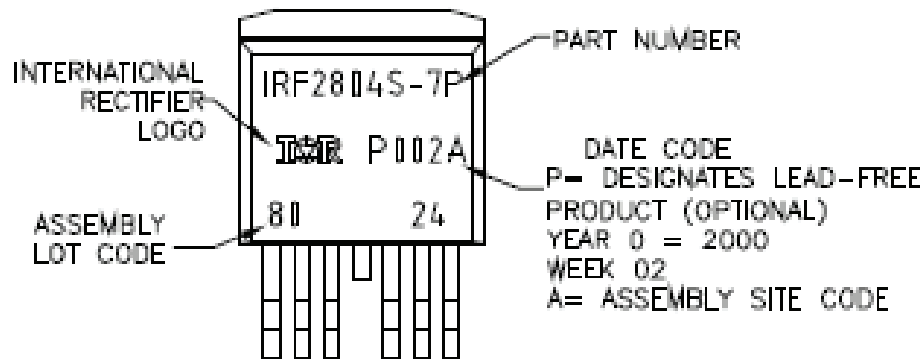 PART NUMBER
INTERNATIONAL
RECTIFIER
LOGO
IRF2804S-7P
IOR P002A
ASSEMBLY
LOT CODE
80 24
DATE CODE
P= DESIGNATES LEAD-FREE
PRODUCT (OPTIONAL)
YEAR 0 = 2000
WEEK 02
A= ASSEMBLY SITE CODE